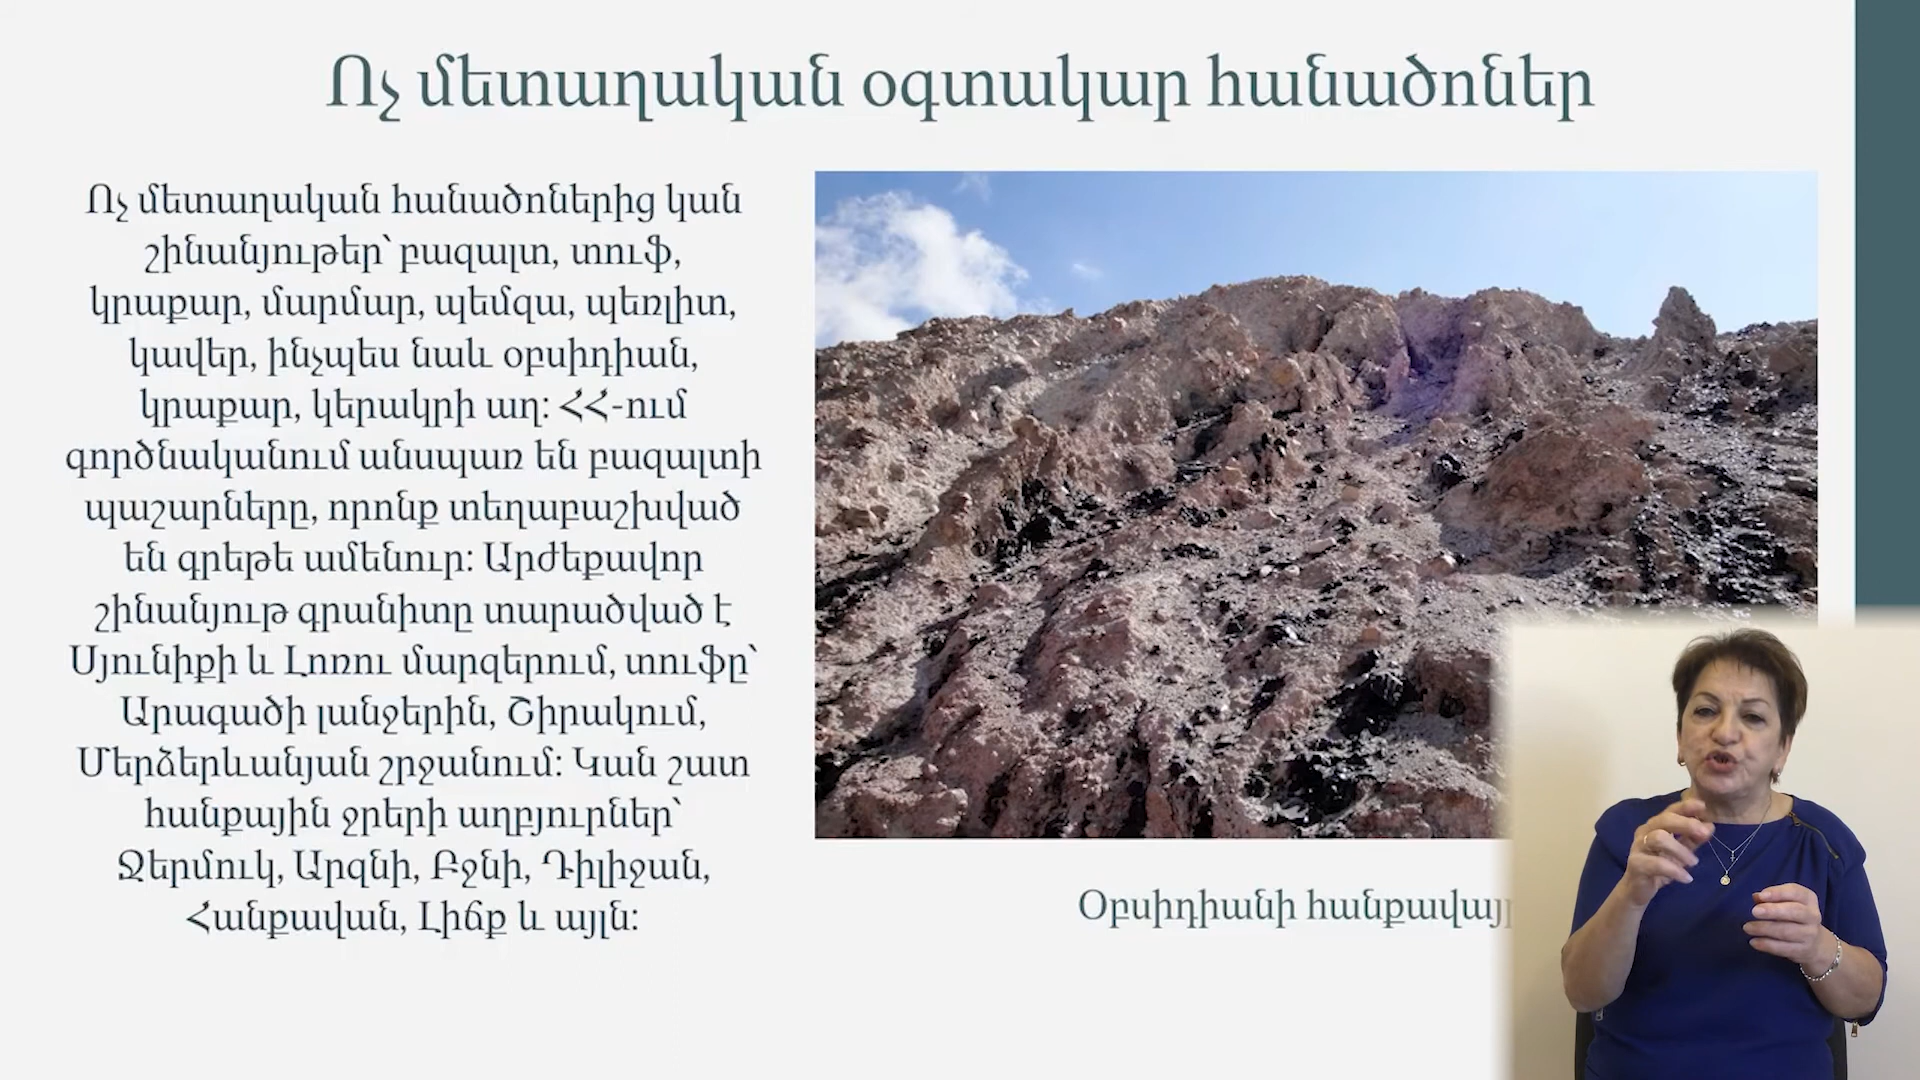 Ոչ մետաղական օգտակար հանածոներ
Ոչ մետաղական հանածոներից կան
շինանյութեր՝ բազալտ, տուֆ,
կրաքար, մարմար, պեմզա, պեռլիտ,
կավեր, ինչպես նաև օբսիդիան,
կրաքար, կերակրի աղ: ՀՀ-ում
գործնականում անսպառ են բազալտի
պաշարները, որոնք տեղաբաշխված
են գրեթե ամենուր: Արժեքավոր
շինանյութ գրանիտը տարածված է
Սյունիքի և Լոռու մարզերում, տուֆը՝
Արագածի լանջերին, Շիրակում,
Մերձերևանյան շրջանում: Կան շատ
հանքային ջրերի աղբյուրներ՝
Ջերմուկ, Արզնի, Բջնի, Դիլիջան,
Հանքավան, Լիճք և այլն:
Օբսիդիանի